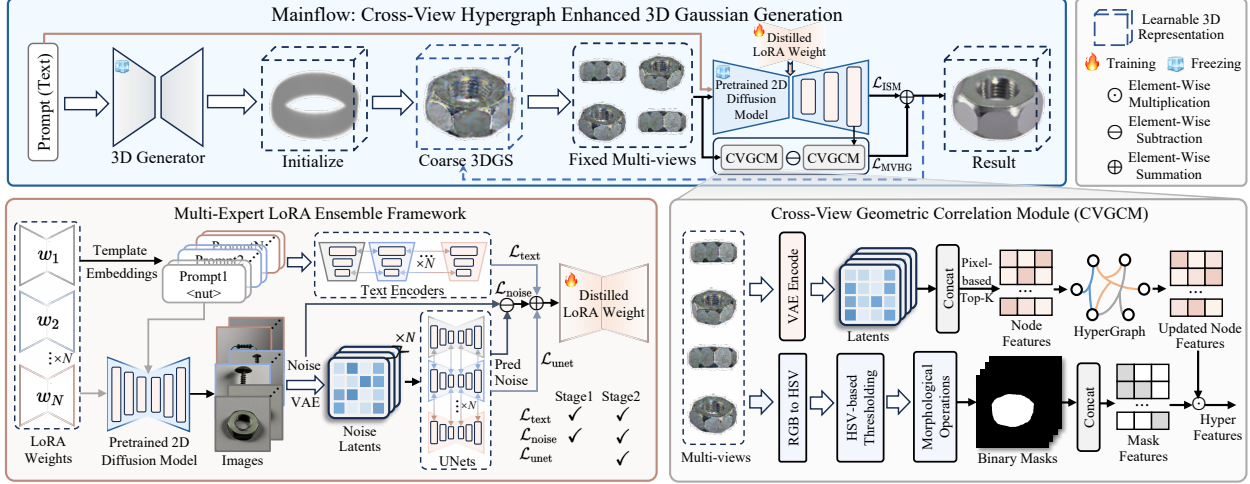 Mainflow: Cross-View Hypergraph Enhanced 3D Gaussian Generation
Prompt (Text)
3D Generator
Initialize
Coarse 3DGS
Fixed Multi-views
Distilled
LoRA Weight
Pretrained 2D
Diffusion
Model
CVGCM
CVGCM
ℒISM
ℒMVHG
Result
Learnable 3D
Representation
Training
Freezing
Element-Wise
Multiplication
Element-Wise
Subtraction
Element-Wise
Summation
Multi-Expert LoRA Ensemble Framework
w1
w2
⋮×N
wN
LoRA
Weights
Template
Embeddings
PromptN
Prompt2
Prompt1
<nut>
Pretrained 2D
Diffusion Model
Images
Text Encoders
...
×N
Noise
VAE
×N
Noise
Latents
⋮×N
UNets
Pred
Noise
ℒtext
ℒnoise
ℒunet
Distilled
LoRA Weight
Stage1 Stage2
ℒtext ✓ ✓
ℒnoise ✓ ✓
ℒunet ✓
Cross-View Geometric Correlation Module (CVGCM)
Multi-views
VAE Encode
Latents
Concat
Pixel-
based
Top-K
...
Node
Features
HyperGraph
...
Updated Node
Features
RGB to HSV
HSV-based
Thresholding
Morphological
Operations
Binary Masks
Concat
...
Mask
Features
Hyper
Features